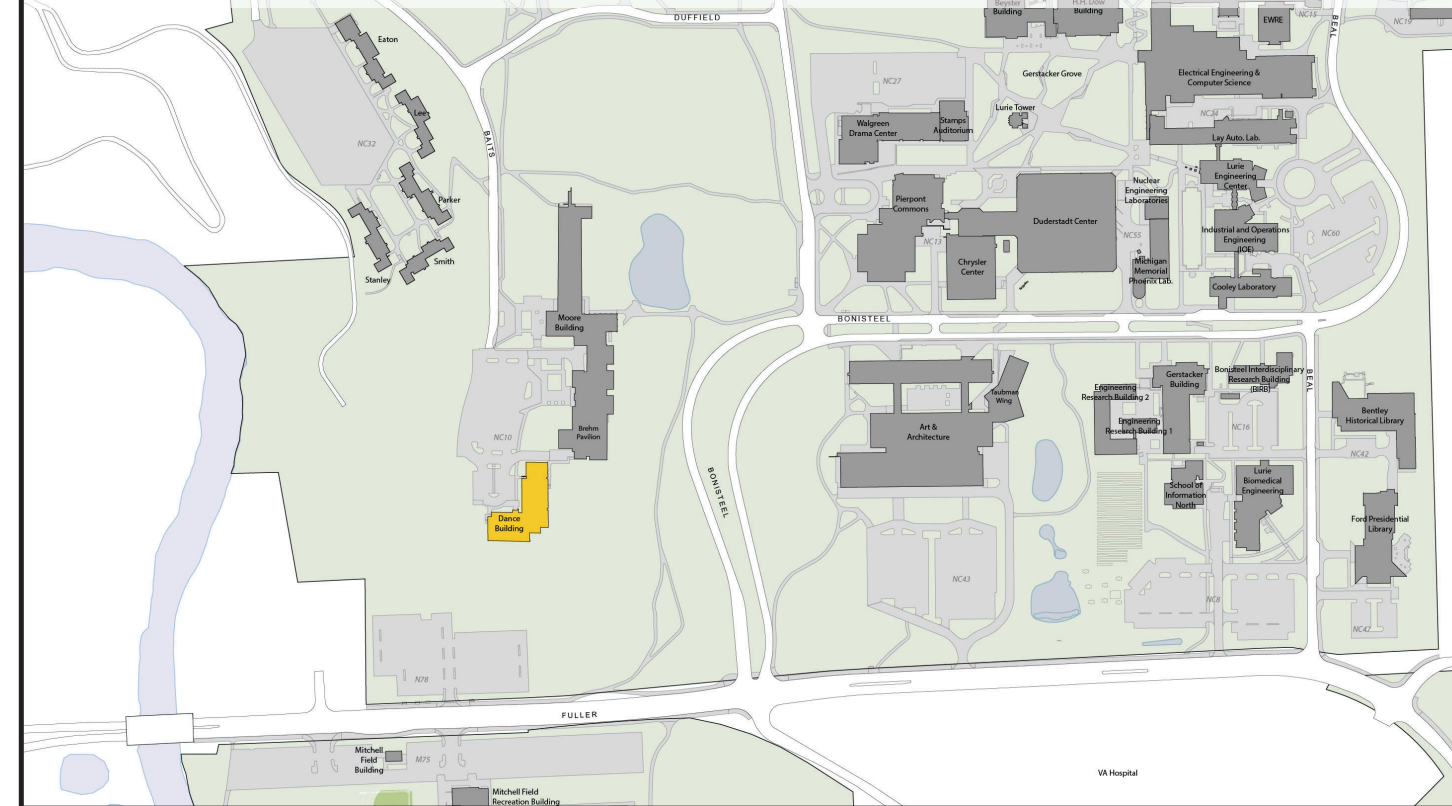 Beyster
Building
H.H. Dow
Building
EWRE
NC15
NC19
DUFFIELD
BEAL
Eaton
Electrical Engineering &
Computer Science
Gerstacker Grove
NC27
Lee
Lurie Tower
NC24
Walgreen
Drama Center
Stamps
Auditorium
Lay Auto. Lab.
NC32
BAITS
Lurie
Engineering
Center
Nuclear
Engineering
Laboratories
Parker
Pierpont
Commons
Duderstadt Center
Industrial and Operations
Engineering
(IOE)
NC60
NC55
NC13
Smith
Chrysler
Center
Michigan
Memorial
Phoenix Lab.
Stanley
Cooley Laboratory
Moore
Building
BONISTEEL
Bonisteel Interdisciplinary
Research Building
(BIRB)
BEAL
Gerstacker
Building
Engineering
Research Building 2
Taubman
Wing
Bentley
Historical Library
Engineering
Research Building 1
Art &
Architecture
NC16
Brehm
Pavilion
NC10
NC42
BONISTEEL
School of
Information
North
Lurie
Biomedical
Engineering
Dance
Building
Ford Presidential
Library
NC43
NC8
NC47
N78
FULLER
Mitchell
Field
Building
M75
VA Hospital
Mitchell Field
Recreation Building